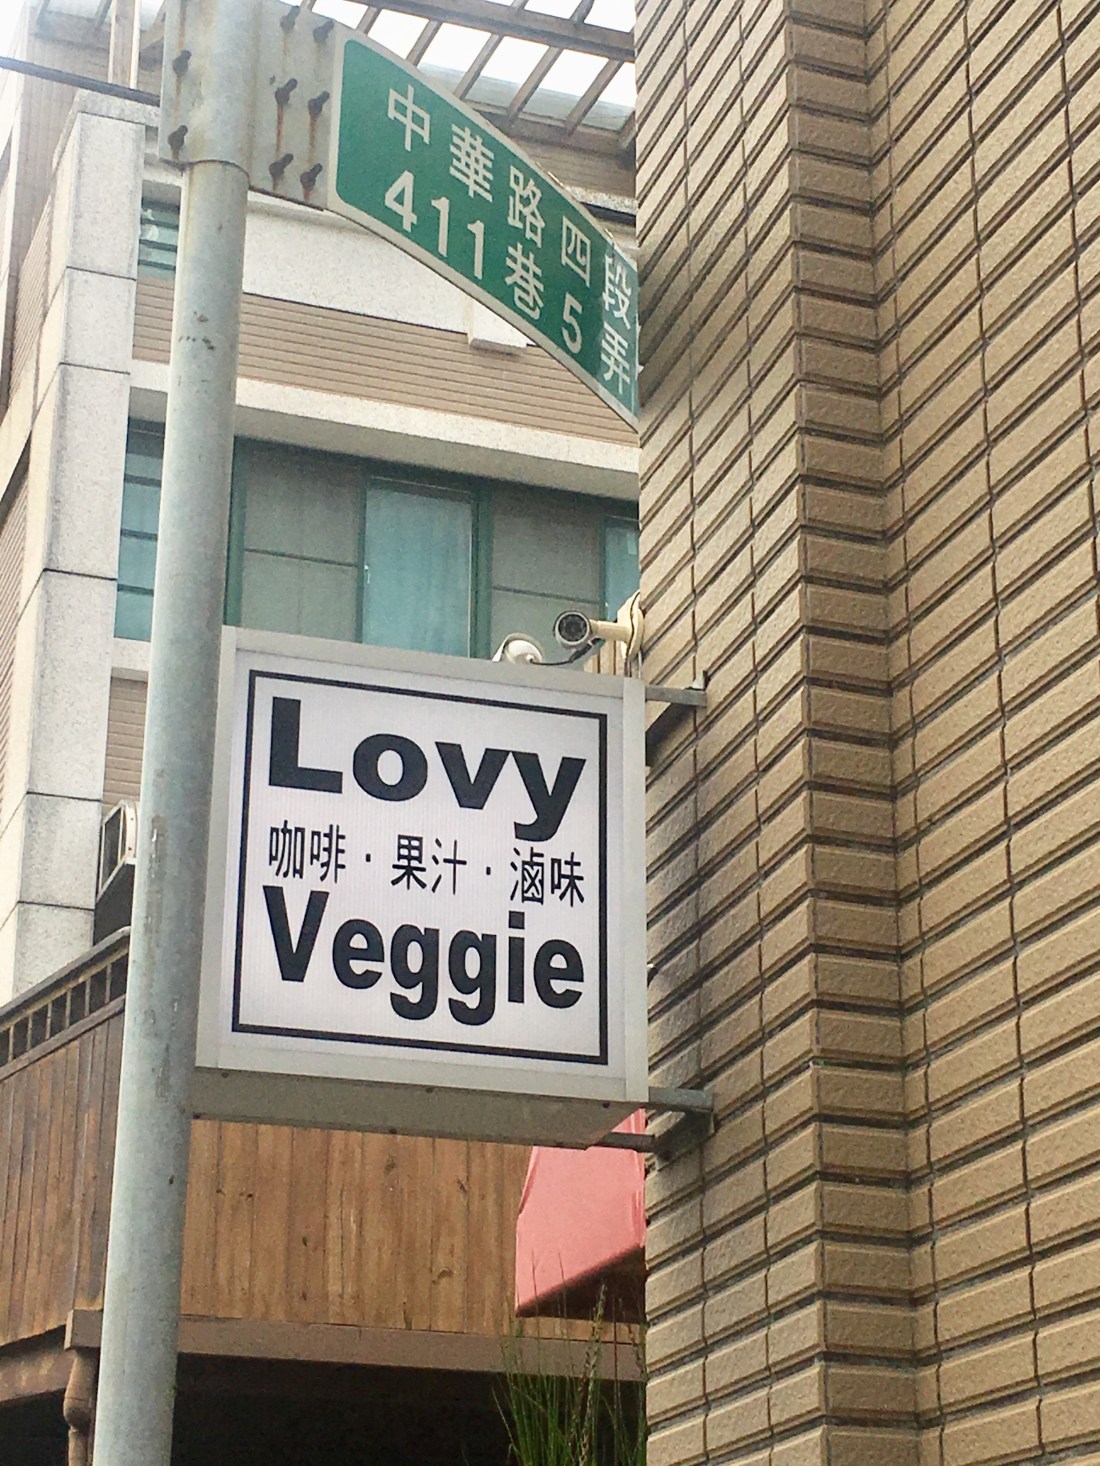 中華路四段
411巷5弄
Lovy
咖啡·果汁·滷味
Veggie